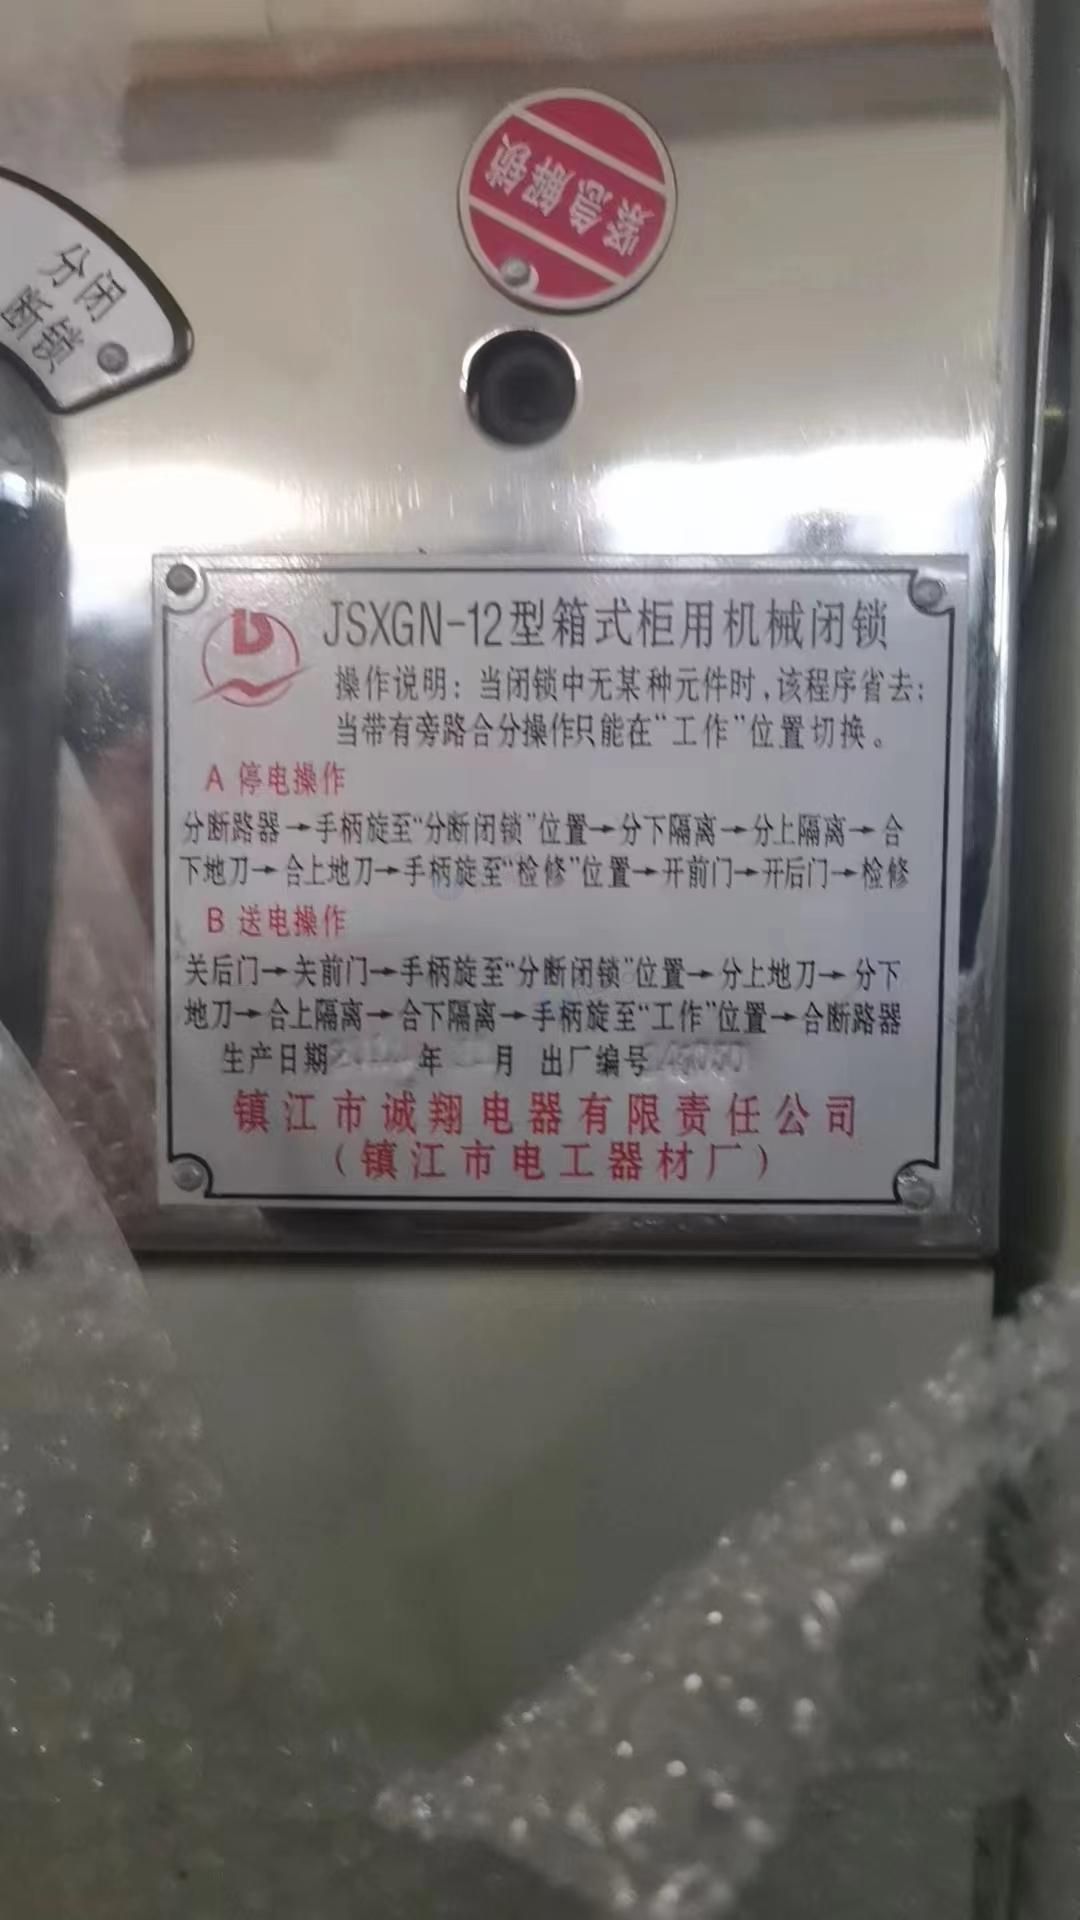 紧急
解锁
分闭
断锁
JSXGN-12型箱式柜用机械闭锁
操作说明：当闭锁中无某种元件时，该程序省去；
当带有旁路合分操作只能在“工作”位置切换。
A 停电操作
分断路器→手柄旋至“分断闭锁”位置→分下隔离→分上隔离→合
下地刀→合上地刀→手柄旋至“检修”位置→开前门→开后门→检修
B 送电操作
关后门→关前门→手柄旋至“分断闭锁”位置→分上地刀→分下
地刀→合上隔离→合下隔离→手柄旋至“工作”位置→合断路器
生产日期 年 月 出厂编号
镇江市诚翔电器有限责任公司
（镇江市电工器材厂）